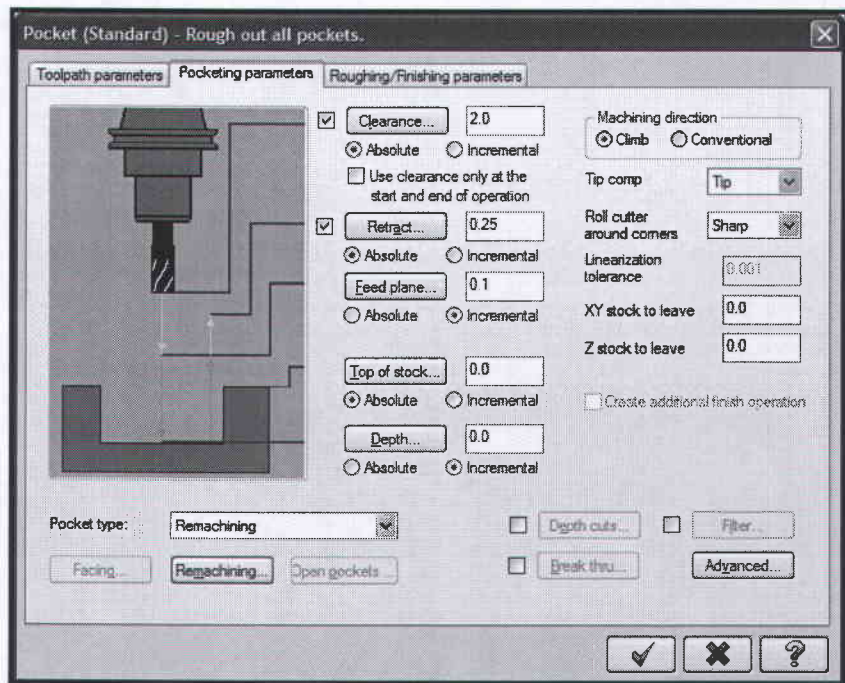 Pocket (Standard) - Rough out all pockets.
Toolpath parameters Pocketing parameters Roughing/Finishing parameters
Clearance... 2.0
Absolute Incremental
Use clearance only at the
start and end of operation
Retract... 0.25
Absolute Incremental
Feed plane... 0.1
Absolute Incremental
Top of stock... 0.0
Absolute Incremental
Depth... 0.0
Absolute Incremental
Machining direction
Climb Conventional
Tip comp Tip
Roll cutter
around corners Sharp
Linearization
tolerance 0.001
XY stock to leave 0.0
Z stock to leave 0.0
Create additional finish operation
Pocket type: Remachining
Depth cuts... Filter...
Facing... Remachining... Open pockets ...
Break thru... Advanced...